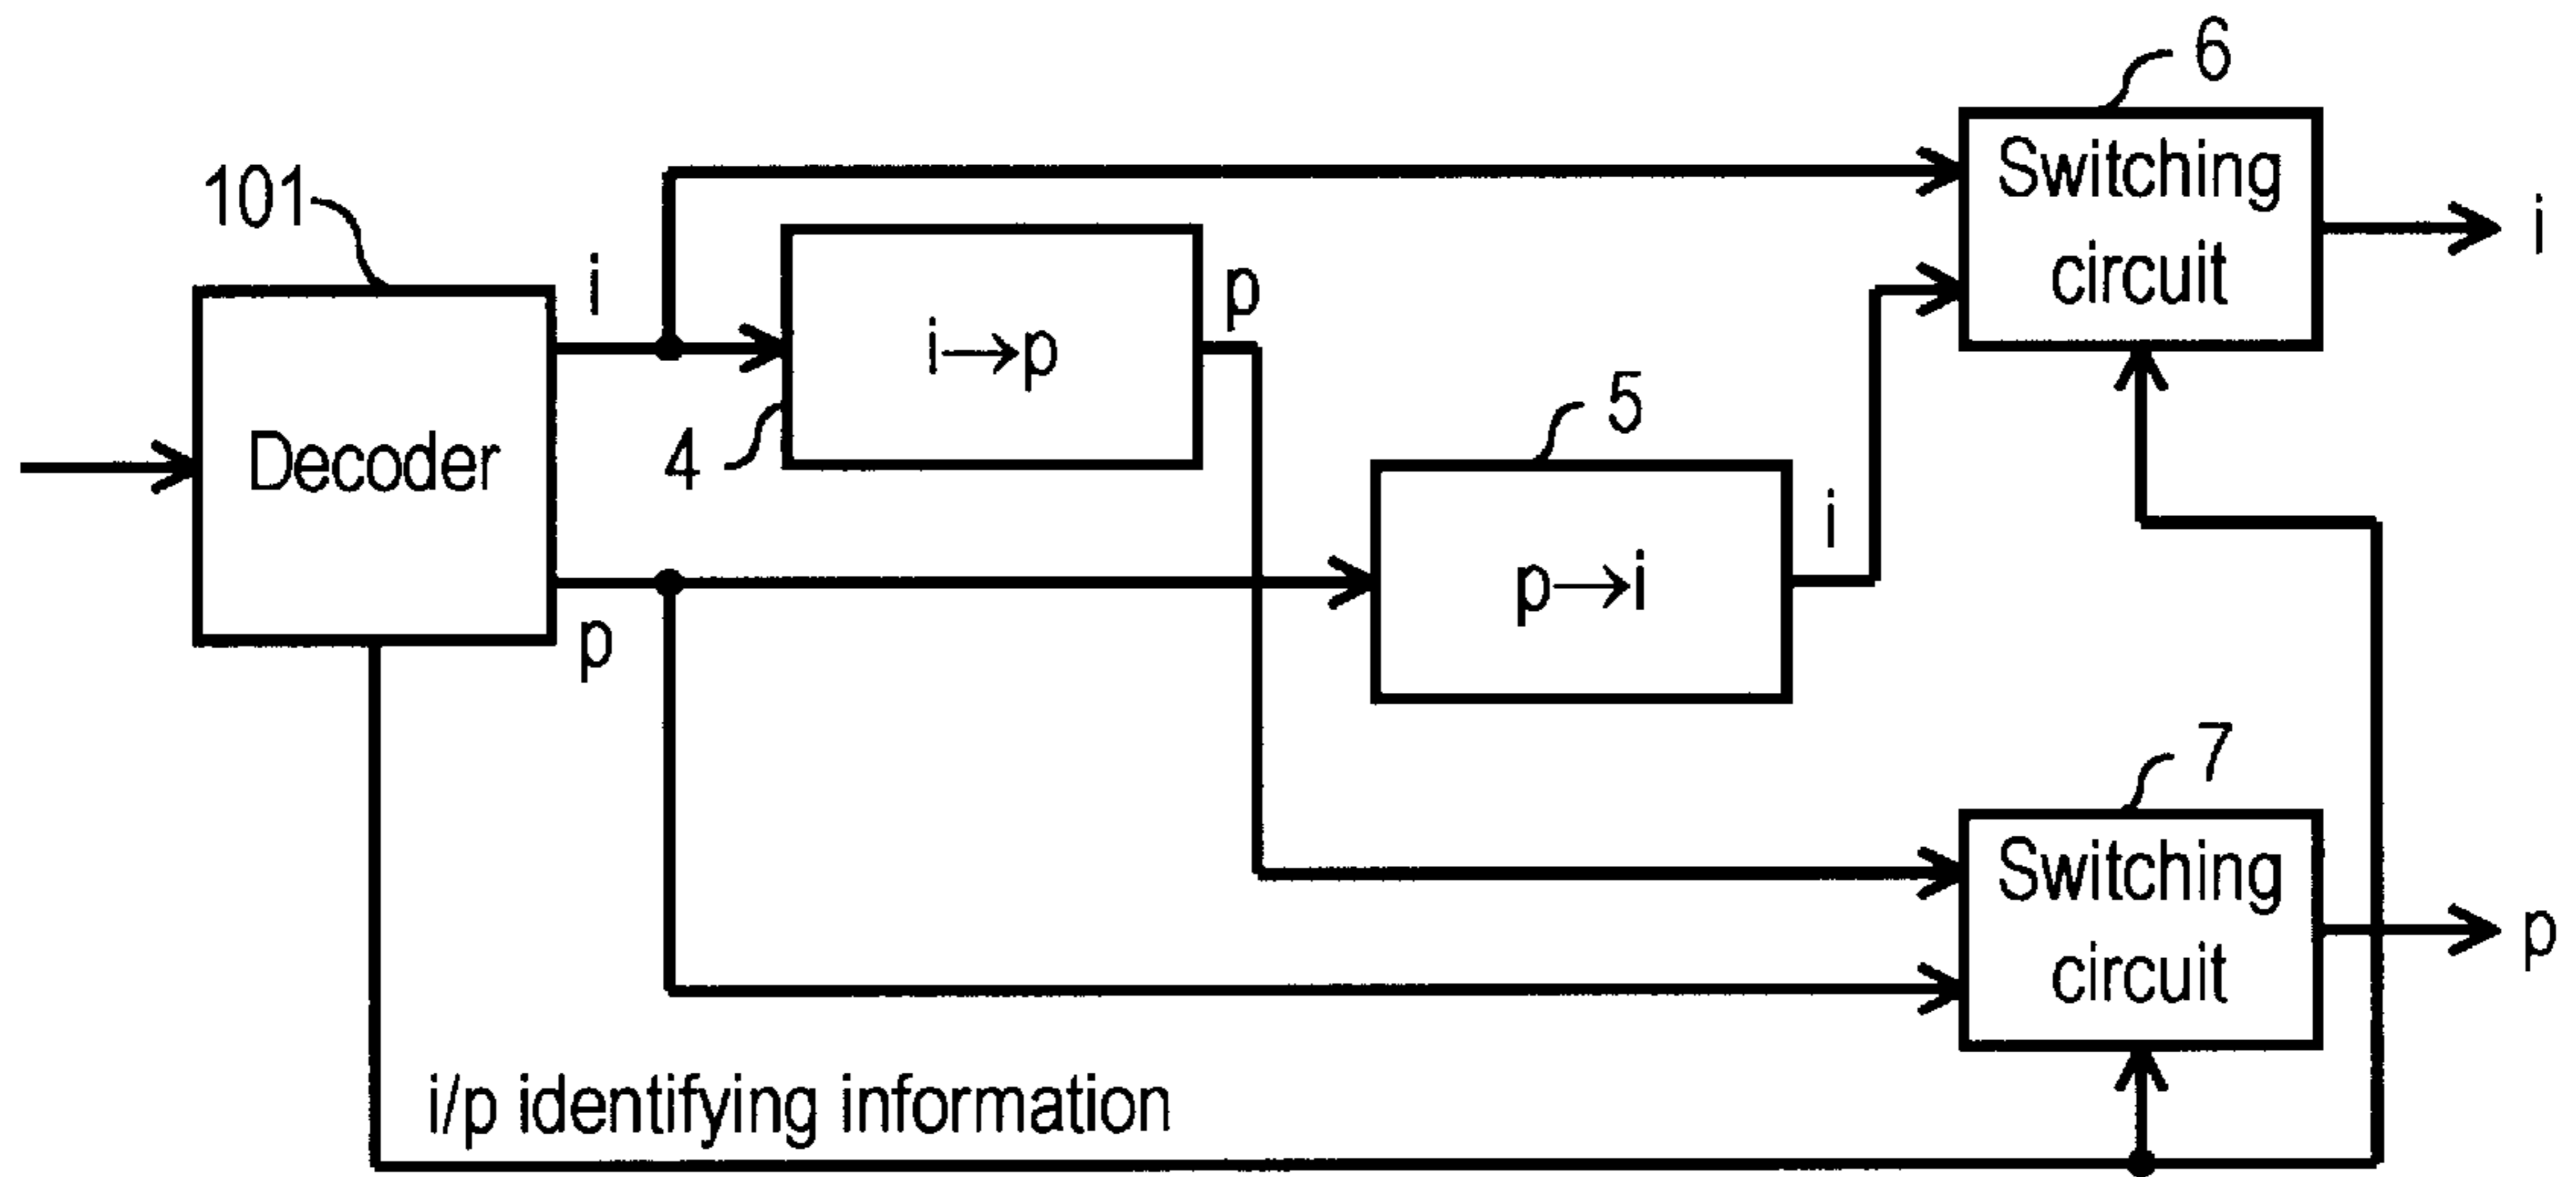 6
Switching
circuit
i
101
i
i→p
p
4
Decoder
5
p→i
i
p
7
Switching
circuit
p
i/p identifying information